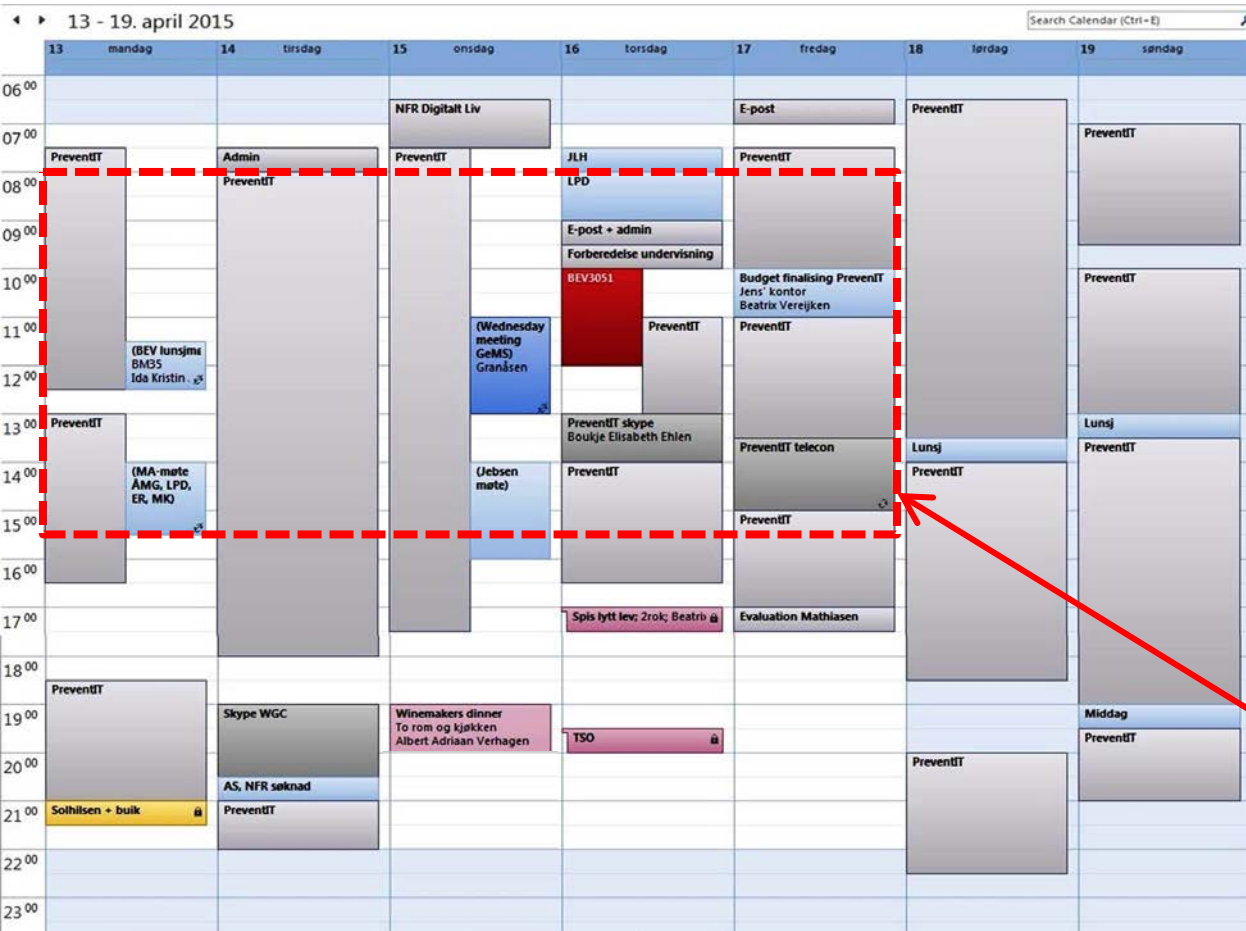 13 - 19. april 2015
Search Calendar (Ctrl+E)
13 mandag
14 tirsdag
15 onsdag
16 torsdag
17 fredag
18 lørdag
19 søndag
06 00
07 00
08 00
09 00
10 00
11 00
12 00
13 00
14 00
15 00
16 00
17 00
18 00
19 00
20 00
21 00
22 00
23 00
PreventIT
(BEV lunsjmø
BM35
Ida Kristin
PreventIT
(MA-møte
ÅMG, LPD,
ER, MK)
PreventIT
Solhilsen + buik
Admin
PreventIT
Skype WGC
AS, NFR søknad
PreventIT
NFR Digitalt Liv
PreventIT
(Wednesday
meeting
GeMS)
Granåsen
(Jebsen
møte)
Winemakers dinner
To rom og kjøkken
Albert Adriaan Verhagen
JLH
LPD
E-post + admin
Forberedelse undervisning
BEV3051
PreventIT
PreventIT skype
Boukje Elisabeth Ehlen
PreventIT
Spis lytt lev; 2rok; Beatrib
TSO
E-post
PreventIT
Budget finalising PrevenIT
Jens' kontor
Beatrix Vereijken
PreventIT
PreventIT telecon
PreventIT
Evaluation Mathiasen
PreventIT
Lunsj
PreventIT
PreventIT
PreventIT
PreventIT
Lunsj
PreventIT
Middag
PreventIT